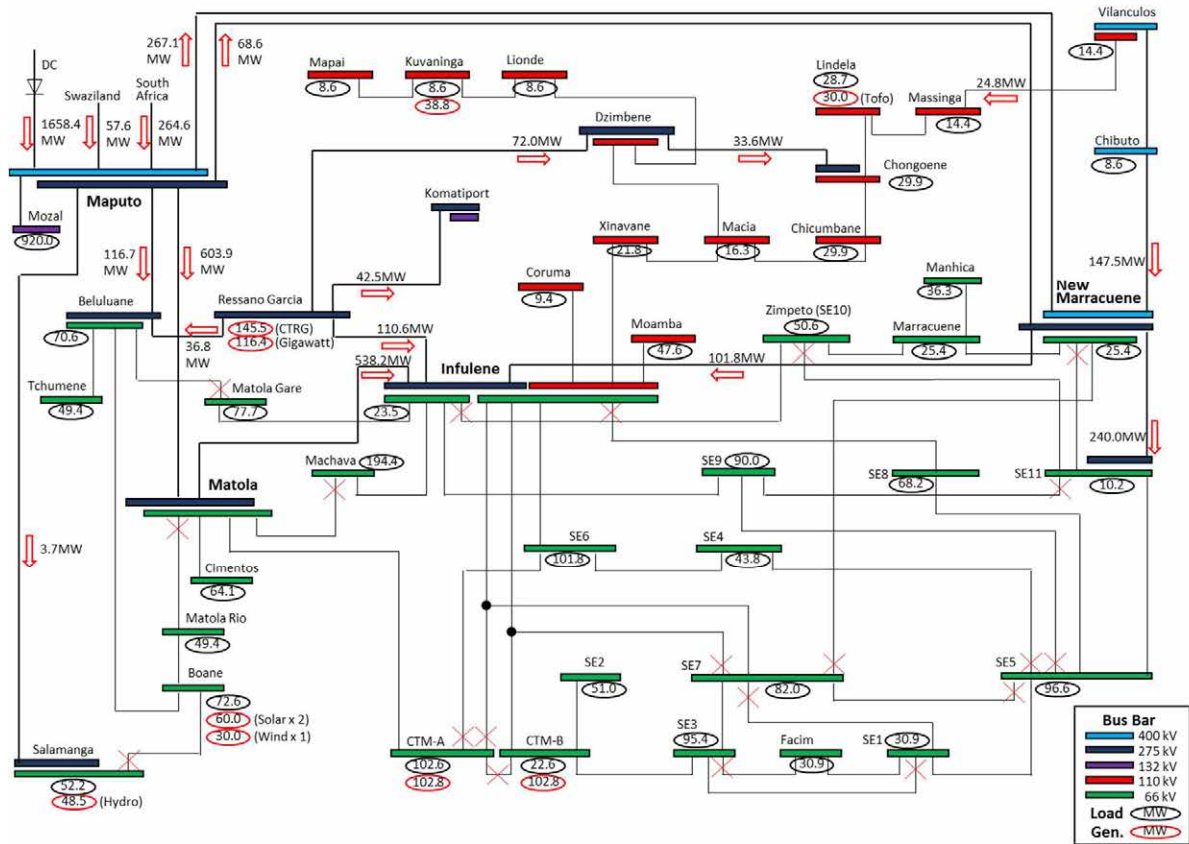 267.1
MW
68.6
MW
DC
Swaziland
South
Africa
1658.4
MW
57.6
MW
264.6
MW
Maputo
Mozal
920.0
116.7
MW
603.9
MW
Mapai
8.6
Kuvaninga
8.6
38.8
Lionde
8.6
Dzimbene
72.0MW
33.6MW
Lindela
28.7
30.0 (Tofo)
Massinga
14.4
24.8MW
Vilanculos
14.4
Chibuto
8.6
Chongoene
29.9
Komatiport
Xinavane
21.8
Macia
16.3
Chicumbane
29.9
147.5MW
Manhica
36.3
New
Marracuene
25.4
Beluluane
70.6
Ressano Garcia
145.5 (CTRG)
116.4 (Gigawatt)
42.5MW
110.6MW
36.8
MW
538.2MW
Coruma
9.4
Moamba
47.6
Zimpeto (SE10)
50.6
Marracuene
25.4
101.8MW
Infulene
23.5
Tchumene
49.4
Matola Gare
77.7
Machava 194.4
SE9 90.0
SE8
68.2
240.0MW
SE11
10.2
Matola
3.7MW
Cimentos
64.1
SE6
101.8
SE4
43.8
Matola Rio
49.4
Boane
72.6
60.0 (Solar x 2)
30.0 (Wind x 1)
SE2
51.0
SE7
82.0
SE5
96.6
Salamanga
52.2
48.5 (Hydro)
CTM-A
102.6
102.8
CTM-B
22.6
102.8
SE3
95.4
Facim
30.9
SE1 30.9
Bus Bar
400 kV
275 kV
132 kV
110 kV
66 kV
Load MW
Gen. MW